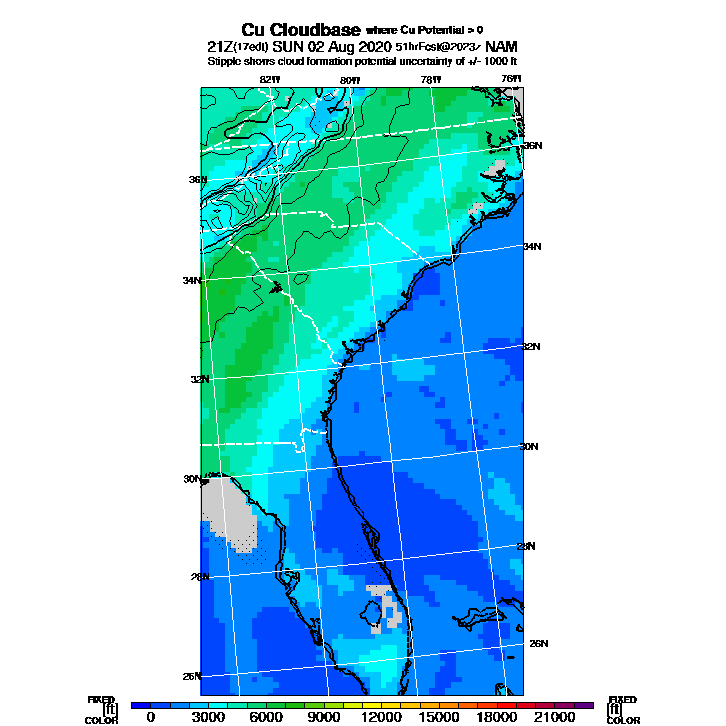 Cu Cloudbase where Cu Potential > 0
21Z(17edt) SUN 02 Aug 2020 51hrFcst@2023z NAM
Stipple shows cloud formation potential uncertainty of +/- 1000 ft
82W 80W 78W 76W
36N
36N
34N
34N
32N
32N
30N
30N
28N
28N
26N
26N
FIXED FIXED
[ft] [ft]
COLOR COLOR
0 3000 6000 9000 12000 15000 18000 21000